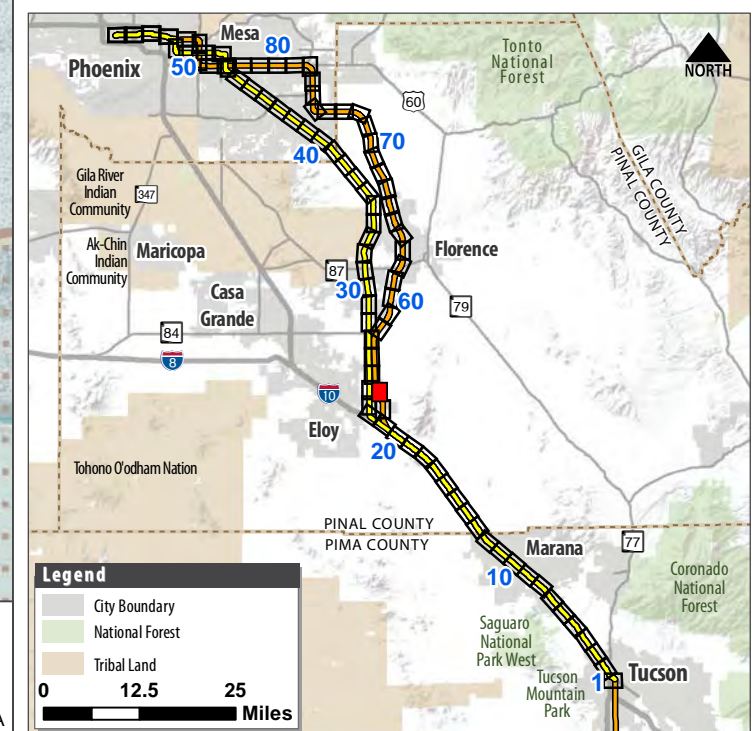 Mesa
80
Tonto
National
Forest
NORTH
Phoenix
50
60
70
40
GILA COUNTY
PINAL COUNTY
Gila River
Indian
Community
347
Ak-Chin
Indian
Community
Maricopa
Florence
87
30
60
Casa
Grande
79
84
8
10
Eloy
20
Tohono O'odham Nation
PINAL COUNTY
PIMA COUNTY
Marana
77
10
Coronado
National
Forest
Saguaro
National
Park West
Tucson
Mountain
Park
1
Tucson
Legend
City Boundary
National Forest
Tribal Land
0 12.5 25
Miles
A